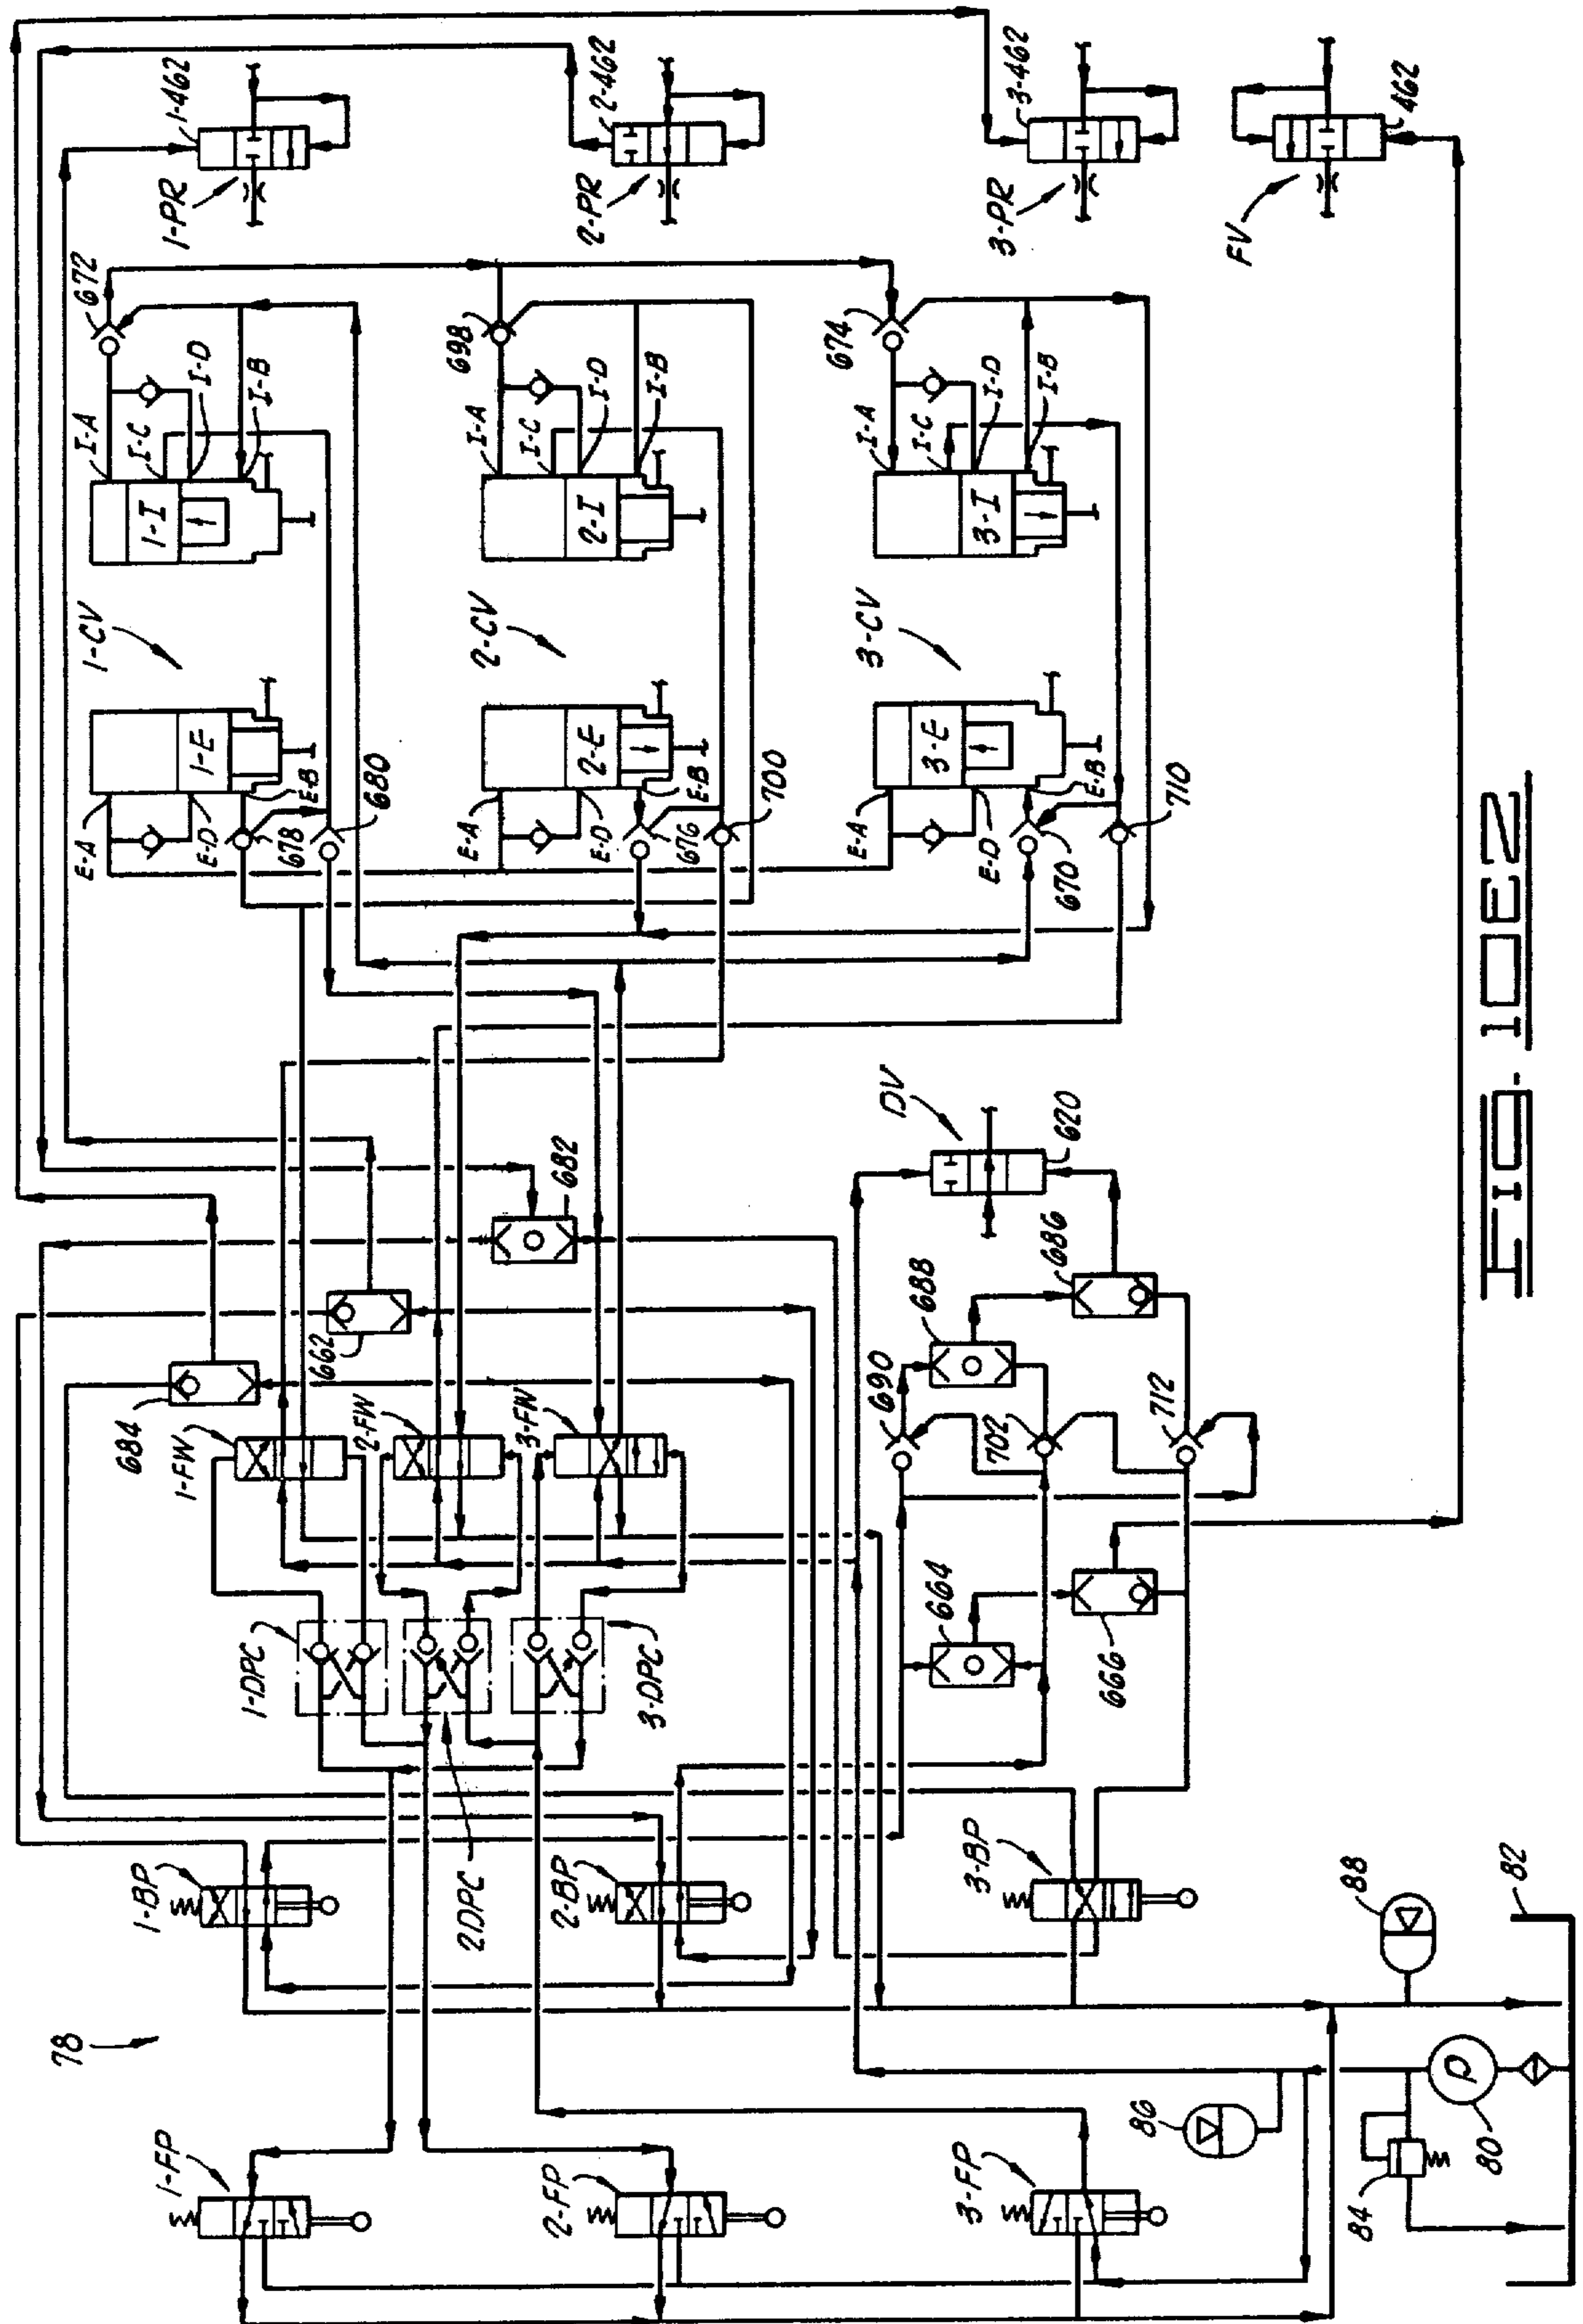 1-462
1-PR
2-462
2-PR
3-462
3-PR
462
FV
672
I-A
I-C
I-D
I-B
1-I
1-CV
1-E
E-A
E-D
E-B
678
680
698
I-A
I-C
I-D
I-B
2-I
2-CV
2-E
E-A
E-D
E-B
676
700
674
I-A
I-C
I-D
I-B
3-I
3-CV
3-E
E-A
E-D
E-B
670
710
682
684
662
1-FW
2-FW
3-FW
DV
620
686
688
690
702
712
664
666
1-DPC
2DPC
3-DPC
1-BP
2-BP
3-BP
78
1-FP
2-FP
3-FP
86
88
82
84
80
P
FIG. 10EZ